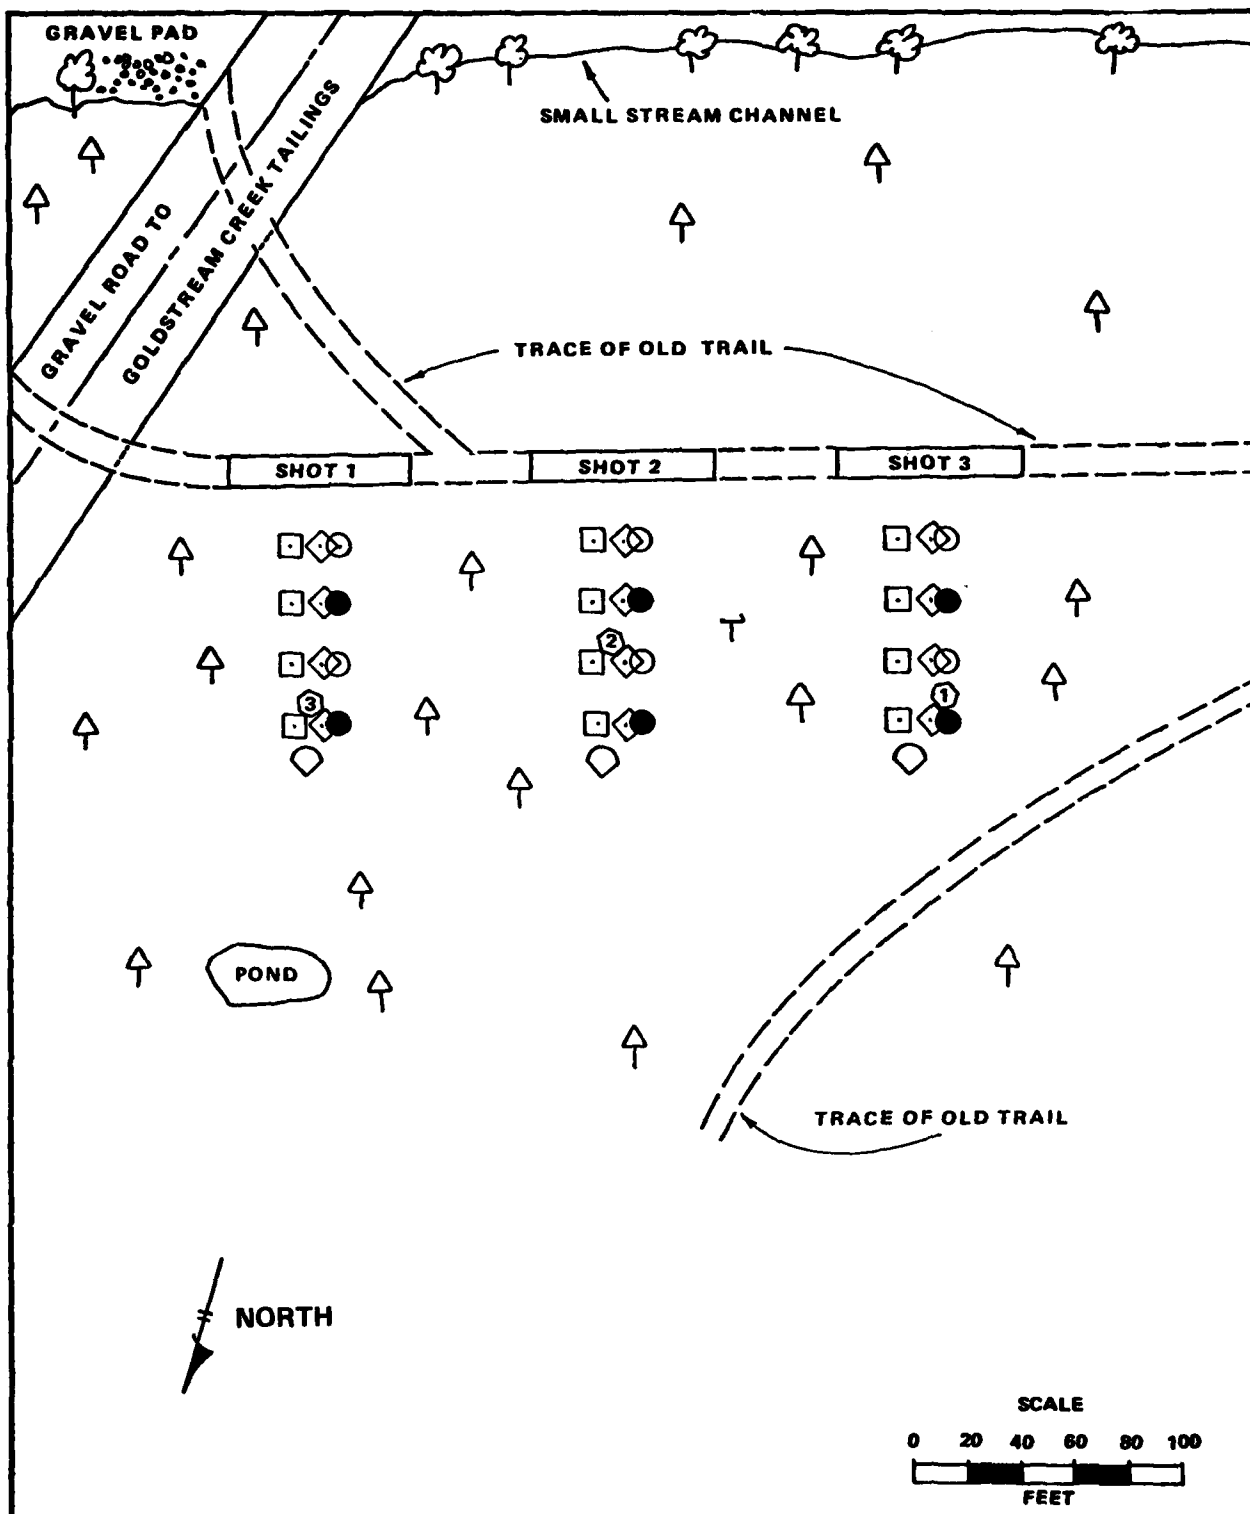 GRAVEL PAD
SMALL STREAM CHANNEL
GRAVEL ROAD TO
GOLDSTREAM CREEK TAILINGS
TRACE OF OLD TRAIL
SHOT 1
SHOT 2
SHOT 3
2
3
1
POND
TRACE OF OLD TRAIL
NORTH
SCALE
0 20 40 60 80 100
FEET